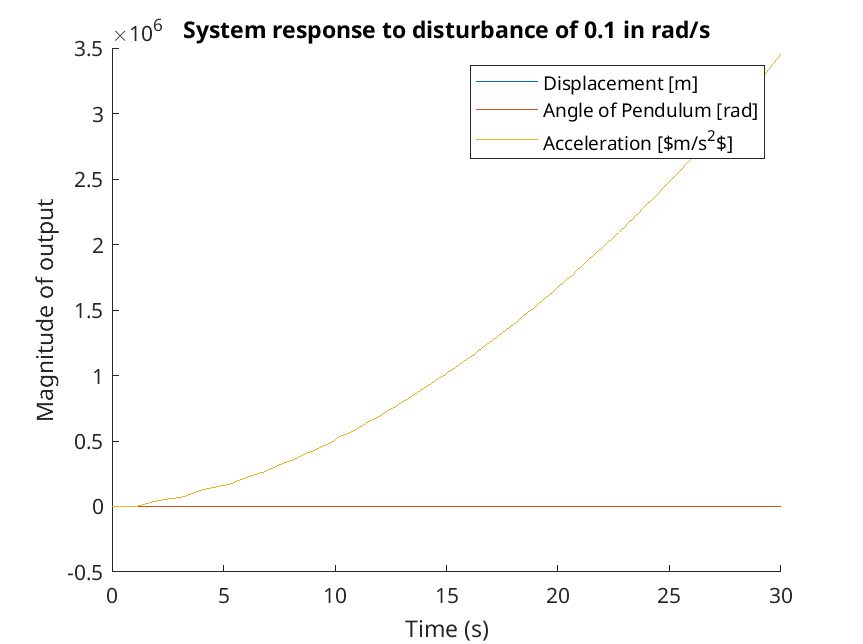 ×10⁶
System response to disturbance of 0.1 in rad/s
3.5
3
2.5
2
1.5
1
0.5
0
-0.5
Magnitude of output
Displacement [m]
Angle of Pendulum [rad]
Acceleration [$m/s²$]
0 5 10 15 20 25 30
Time (s)